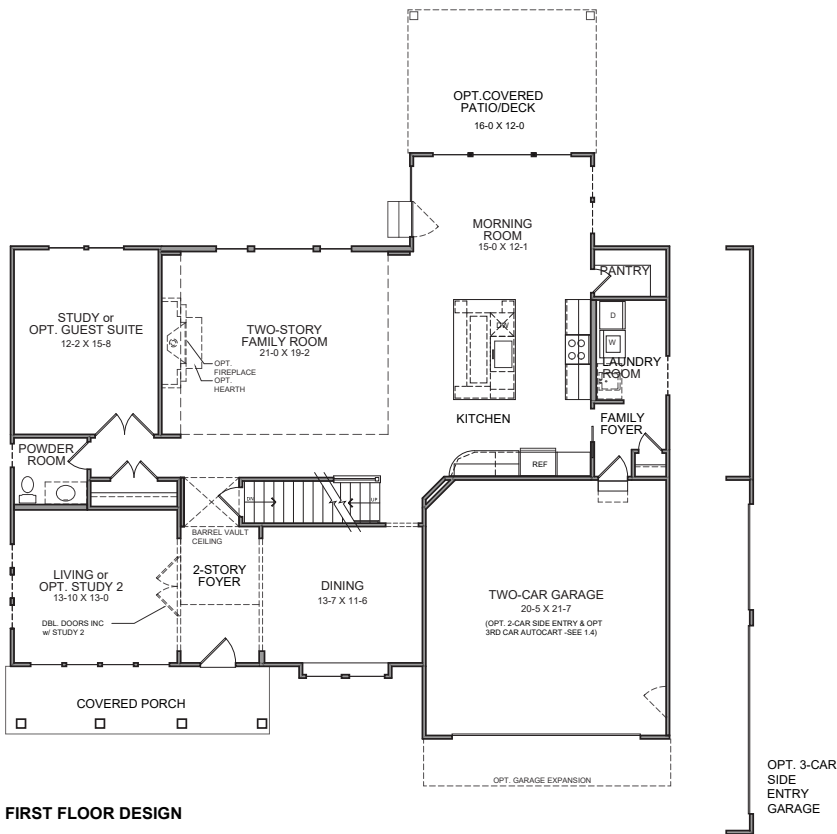 OPT.COVERED
PATIO/DECK
16-0 X 12-0
MORNING
ROOM
15-0 X 12-1
PANTRY
STUDY or
OPT. GUEST SUITE
12-2 X 15-8
TWO-STORY
FAMILY ROOM
21-0 X 19-2
OPT.
FIREPLACE
OPT.
HEARTH
DW
D
W
LAUNDRY
ROOM
KITCHEN
FAMILY
FOYER
POWDER
ROOM
REF
DN
UP
BARREL VAULT
CEILING
2-STORY
FOYER
LIVING or
OPT. STUDY 2
13-10 X 13-0
DBL. DOORS INC
w/ STUDY 2
DINING
13-7 X 11-6
TWO-CAR GARAGE
20-5 X 21-7
(OPT. 2-CAR SIDE ENTRY & OPT
3RD CAR AUTOCART -SEE 1.4)
COVERED PORCH
OPT. GARAGE EXPANSION
OPT. 3-CAR
SIDE
ENTRY
GARAGE
FIRST FLOOR DESIGN